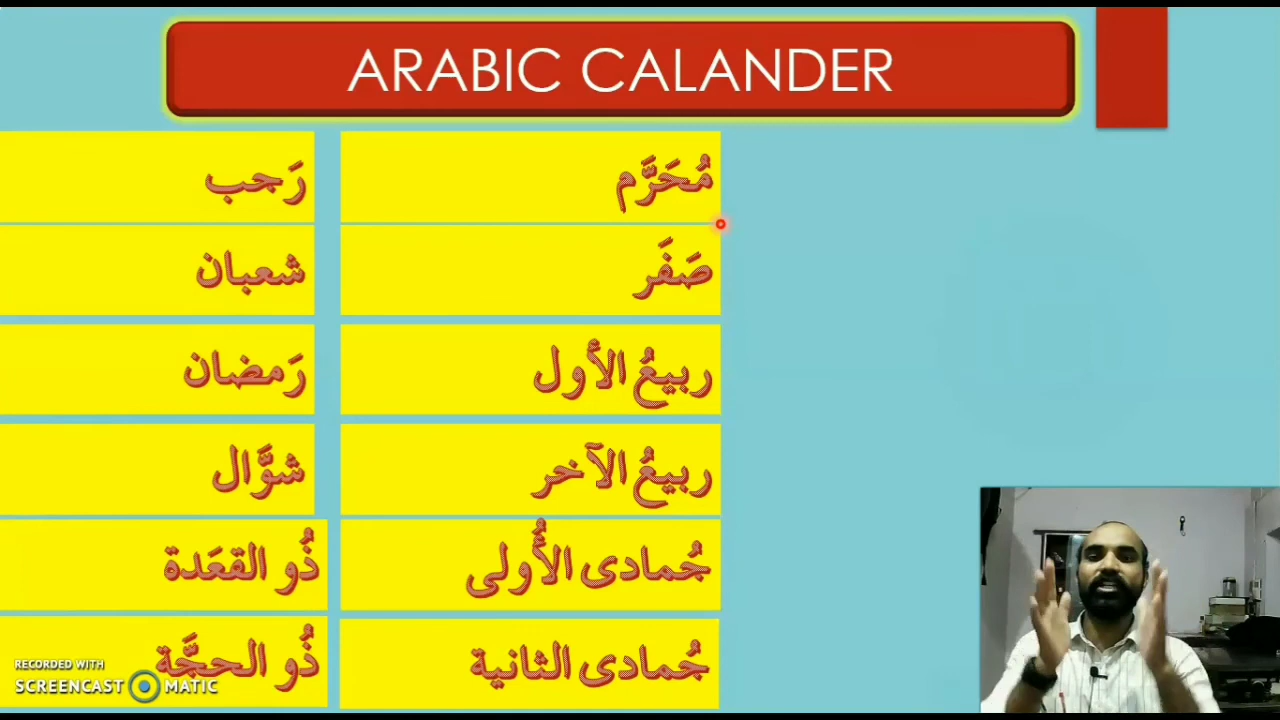 ARABIC CALANDER
مُحَرَّم
صَفَر
ربيعُ الأول
ربيعُ الآخر
جُمادى الأُولى
جُمادى الثانية
رَجب
شعبان
رَمضان
شوَّال
ذُو القعَدة
ذُو الحجَّة
RECORDED WITH
SCREENCAST MATIC